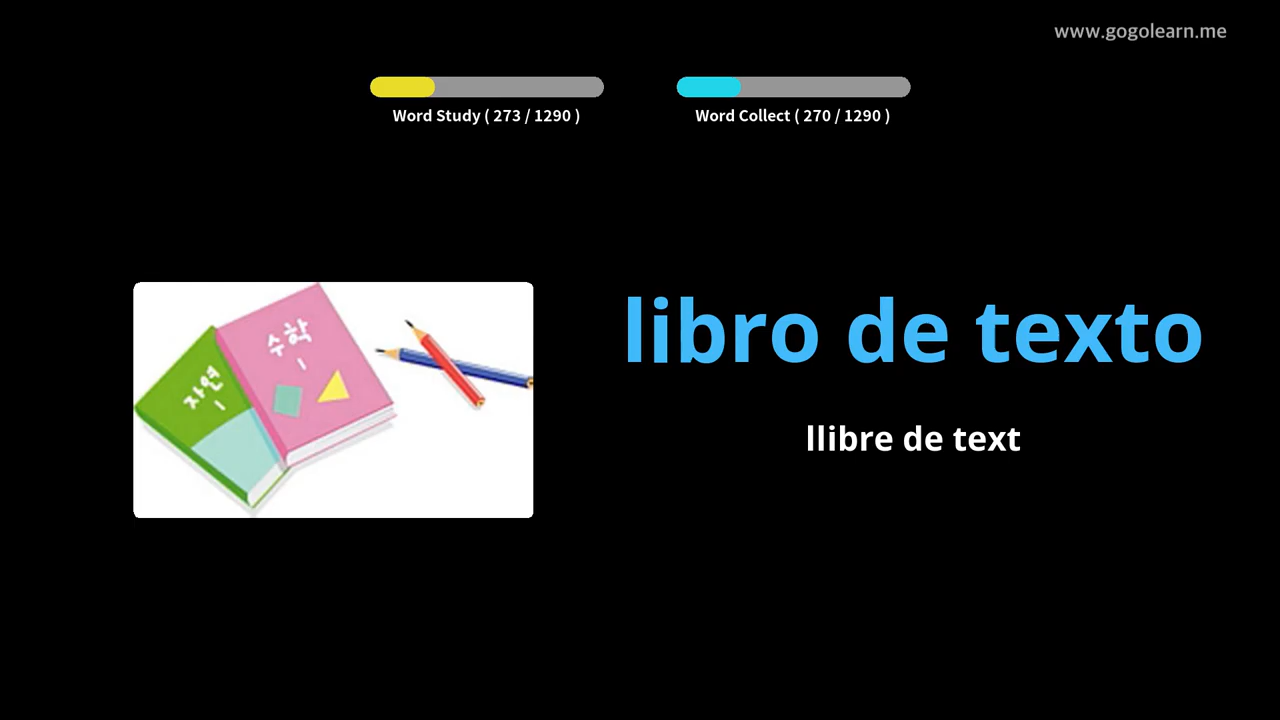 www.gogolearn.me
Word Study ( 273 / 1290 )
Word Collect ( 270 / 1290 )
수학
1
자연
1
libro de texto
llibre de text